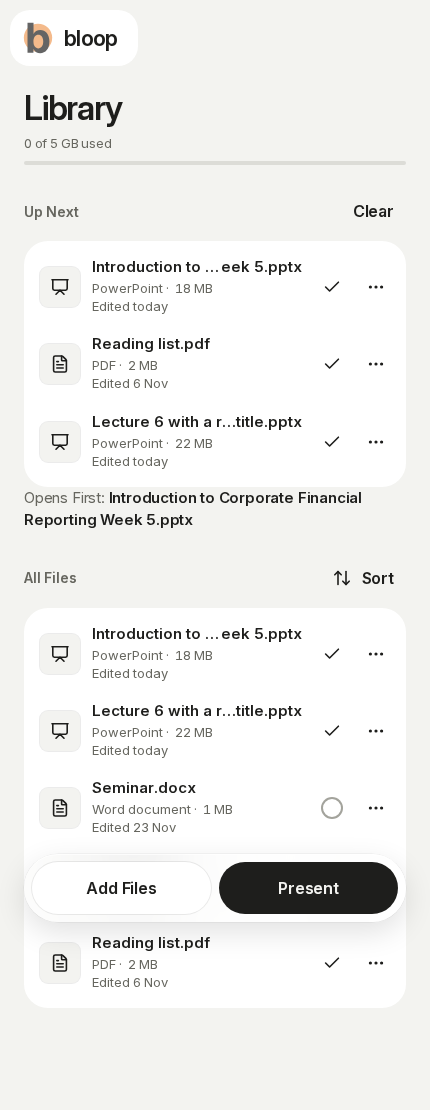 bloop
Library
0 of 5 GB used
Up Next
Clear
Introduction to … eek 5.pptx
PowerPoint · 18 MB
Edited today
Reading list.pdf
PDF · 2 MB
Edited 6 Nov
Lecture 6 with a r…title.pptx
PowerPoint · 22 MB
Edited today
Opens First: Introduction to Corporate Financial
Reporting Week 5.pptx
All Files
Sort
Introduction to … eek 5.pptx
PowerPoint · 18 MB
Edited today
Lecture 6 with a r…title.pptx
PowerPoint · 22 MB
Edited today
Seminar.docx
Word document · 1 MB
Edited 23 Nov
Add Files
Present
Reading list.pdf
PDF · 2 MB
Edited 6 Nov